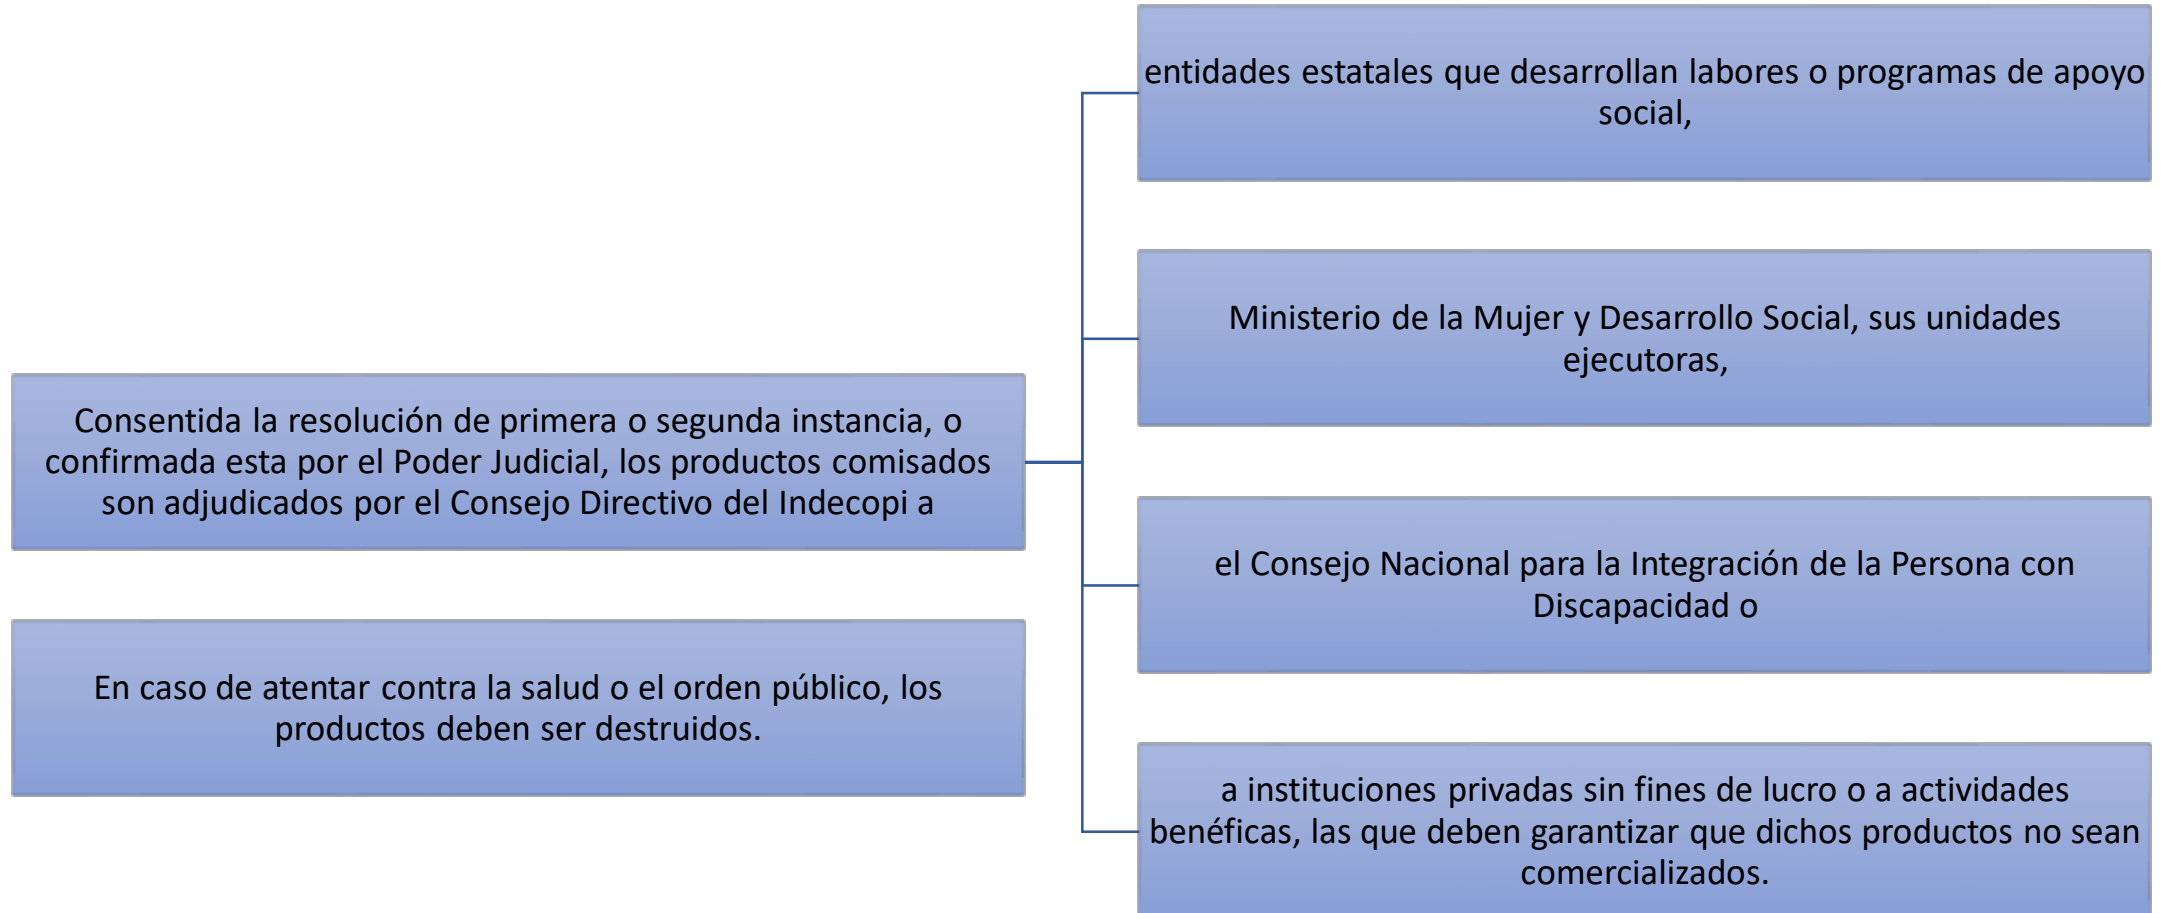 Consentida la resolución de primera o segunda instancia, o
confirmada esta por el Poder Judicial, los productos comisados
son adjudicados por el Consejo Directivo del Indecopi a
entidades estatales que desarrollan labores o programas de apoyo
social,
Ministerio de la Mujer y Desarrollo Social, sus unidades
ejecutoras,
el Consejo Nacional para la Integración de la Persona con
Discapacidad o
a instituciones privadas sin fines de lucro o a actividades
benéficas, las que deben garantizar que dichos productos no sean
comercializados.
En caso de atentar contra la salud o el orden público, los
productos deben ser destruidos.